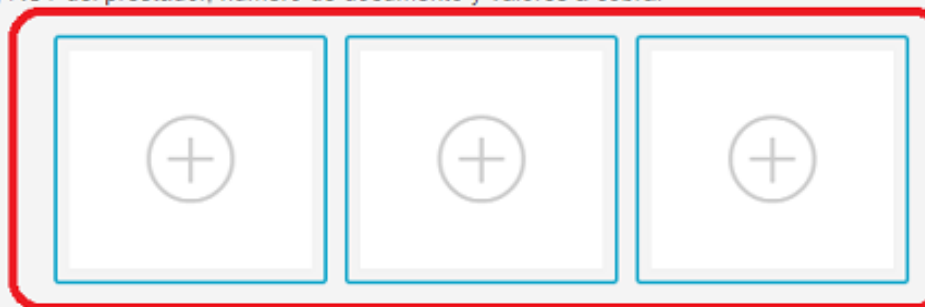 del prestador, número de documento y valores a cobrar